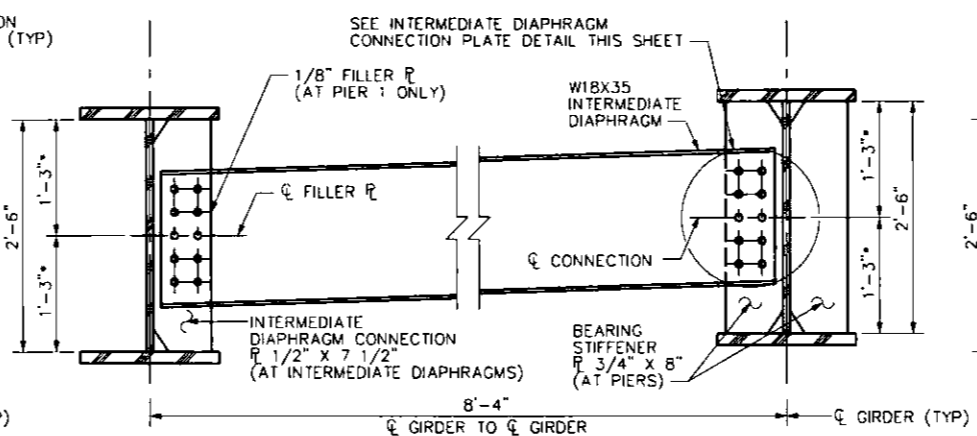 ON
(TYP)
SEE INTERMEDIATE DIAPHRAGM
CONNECTION PLATE DETAIL THIS SHEET
1/8" FILLER ℄
(AT PIER 1 ONLY)
W18X35
INTERMEDIATE
DIAPHRAGM
℄ FILLER PL
℄ CONNECTION
2'-6"
1'-3"*
1'-3"*
1'-3"*
1'-3"*
2'-6"
2'-6"
INTERMEDIATE
DIAPHRAGM CONNECTION
PL 1/2" X 7 1/2"
(AT INTERMEDIATE DIAPHRAGMS)
BEARING
STIFFENER
PL 3/4" X 8"
(AT PIERS)
P)
8'-4"
℄ GIRDER TO ℄ GIRDER
℄ GIRDER (TYP)